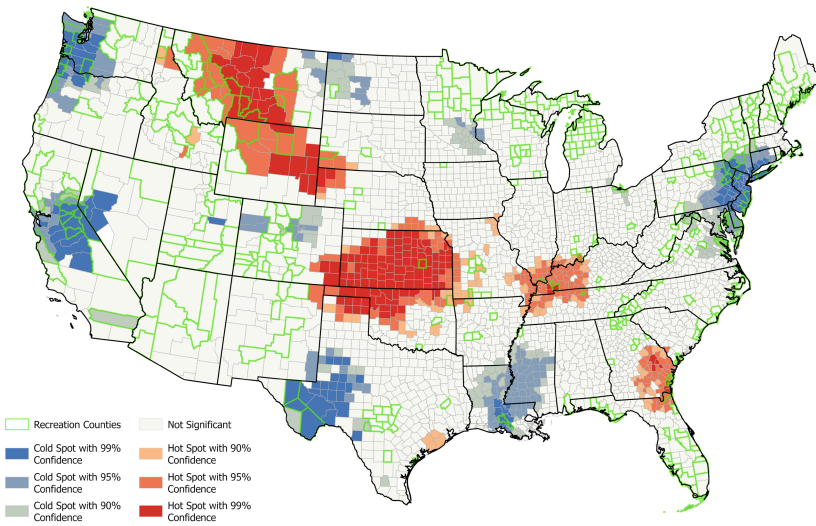 Recreation Counties
Not Significant
Cold Spot with 99%
Confidence
Hot Spot with 90%
Confidence
Cold Spot with 95%
Confidence
Hot Spot with 95%
Confidence
Cold Spot with 90%
Confidence
Hot Spot with 99%
Confidence